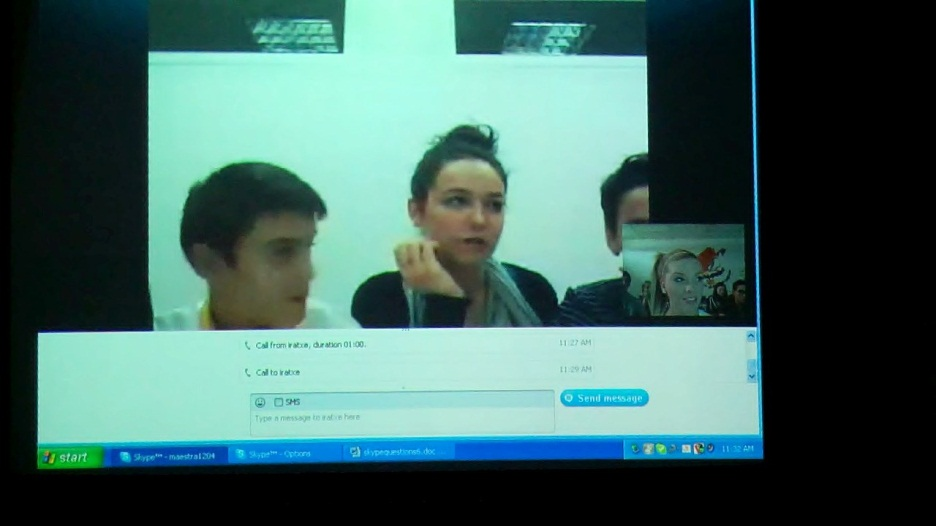 Call from iratxe, duration 01:00.
11:27 AM
Call to iratxe
11:29 AM
SMS
Type a message to iratxe here
Send message
start
Skype™ - maestra1204
Skype™ - Options
skypequestions6.doc ...
11:32 AM